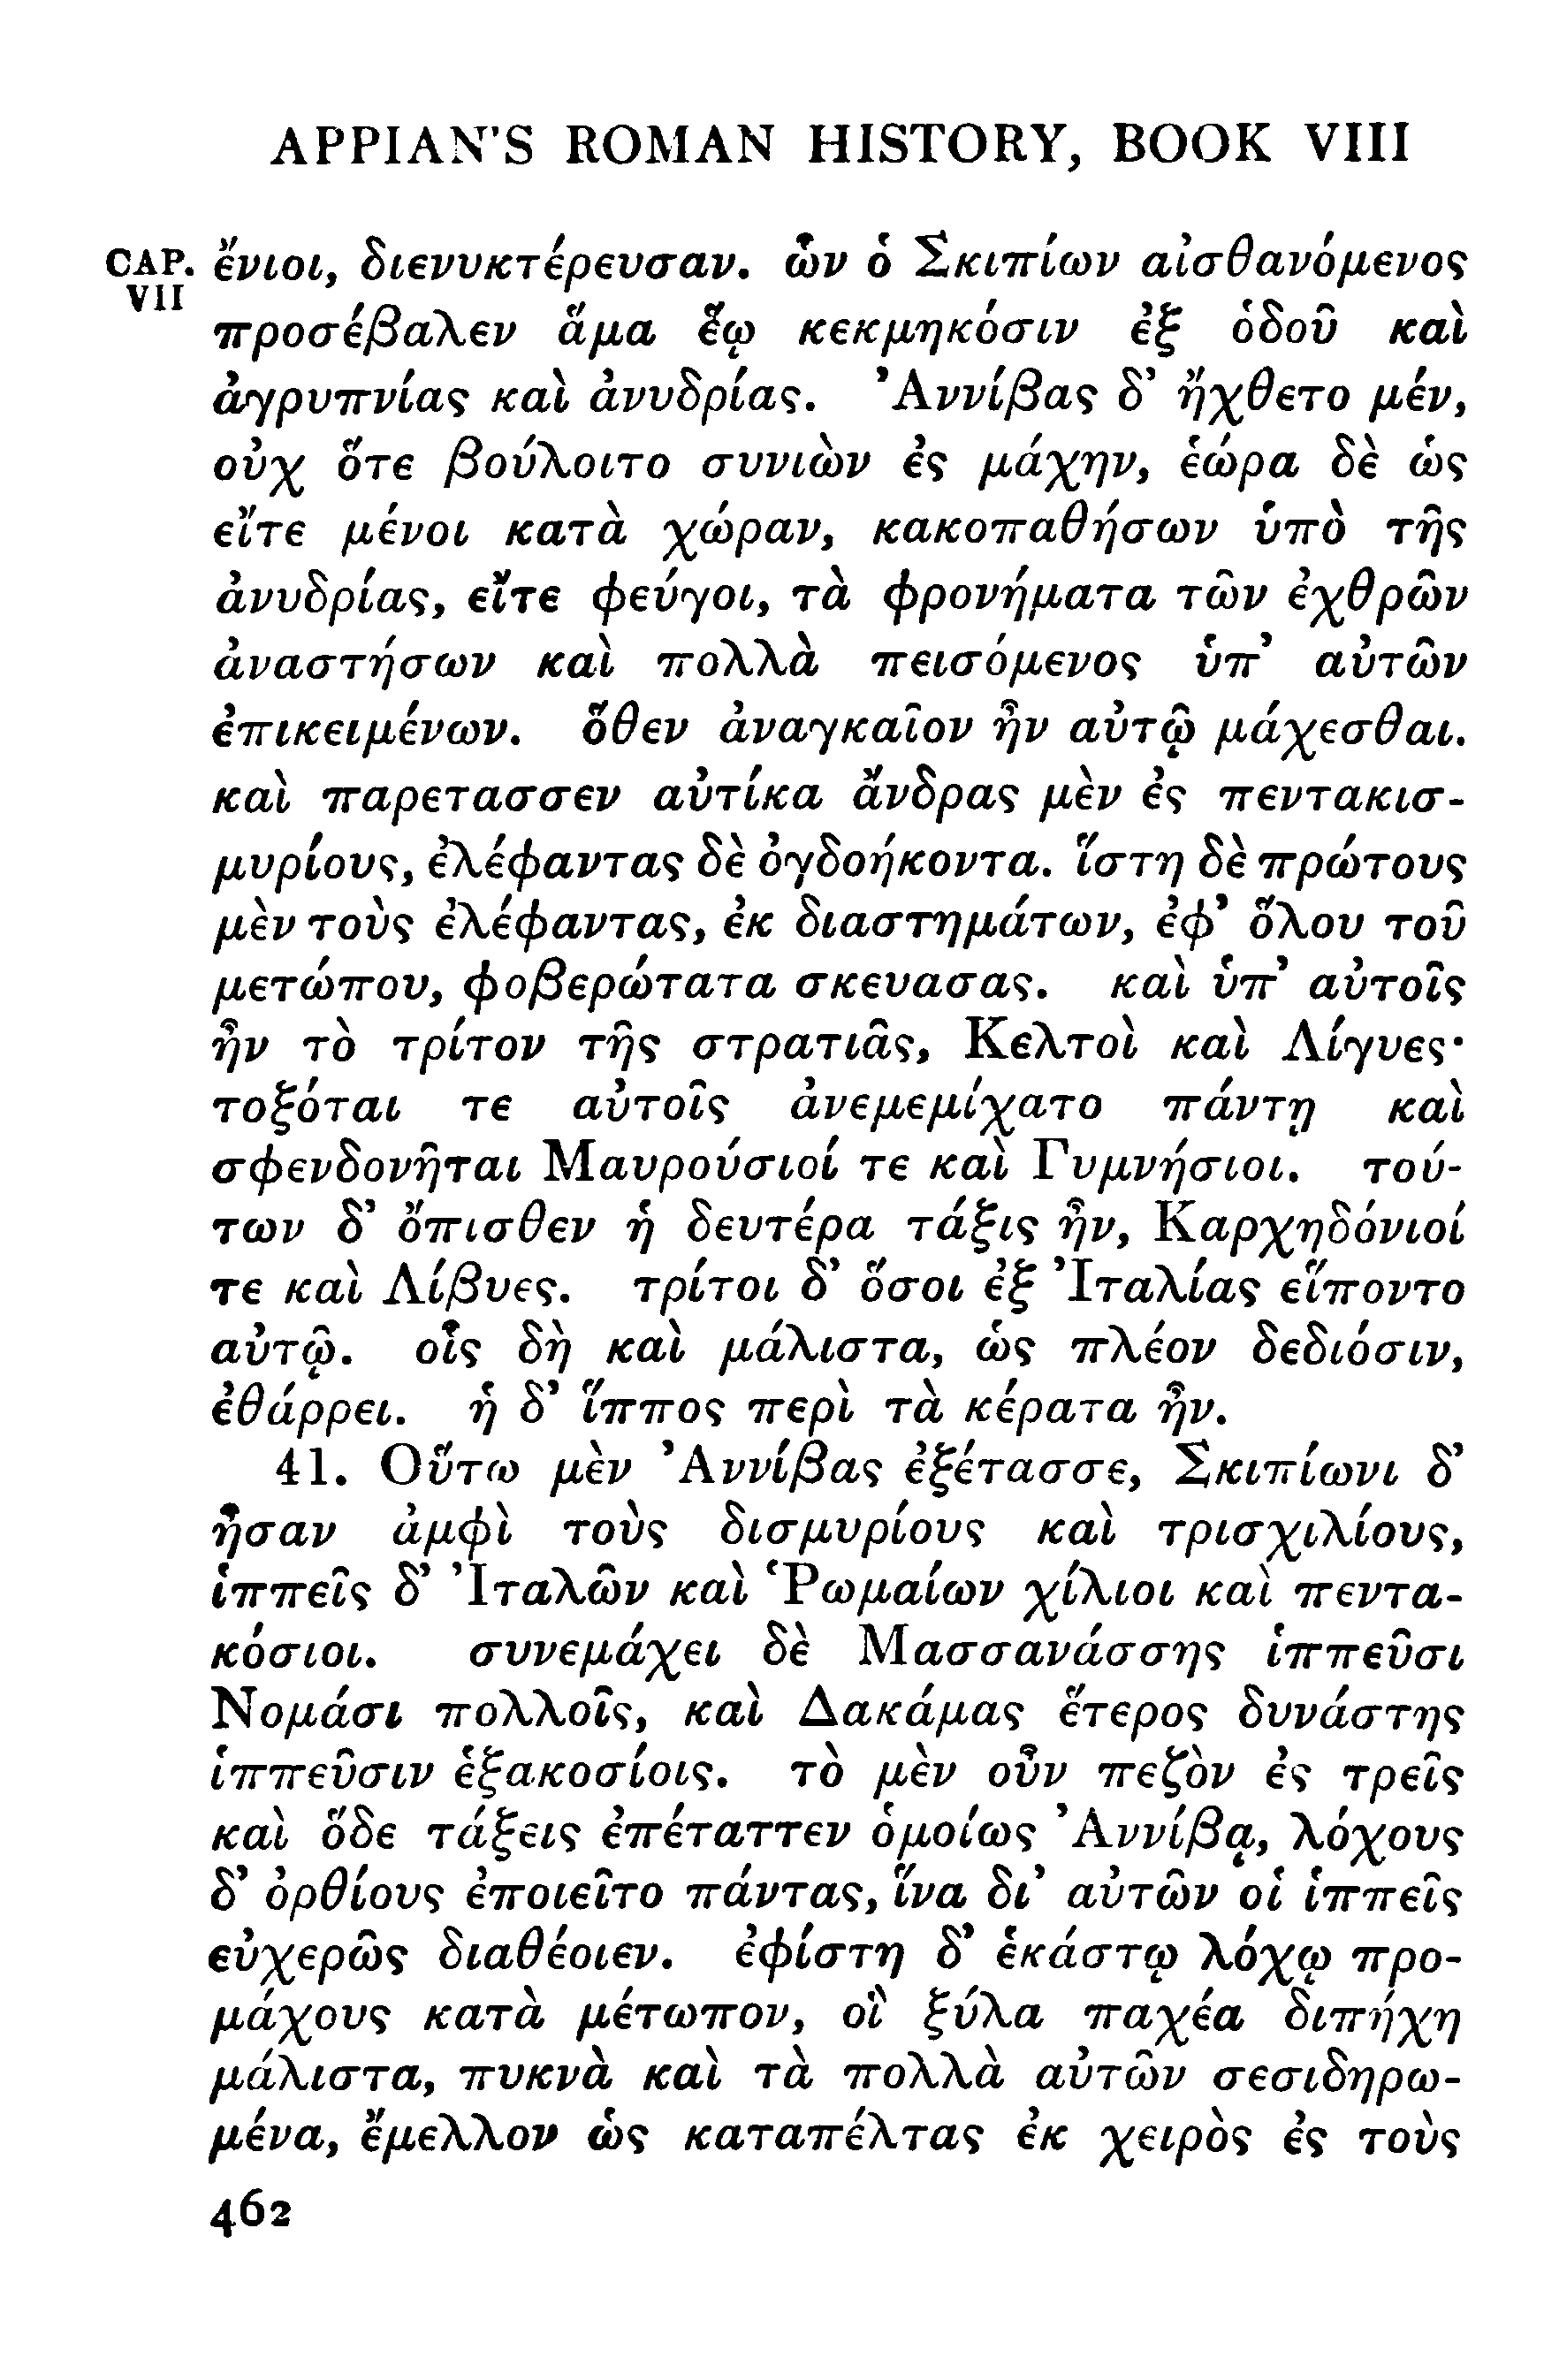 APPIAN'S ROMAN HISTORY, BOOK VIII
CAP. VII
ἔνιοι, διενυκτέρευσαν. ὧν ὁ Σκιπίων αἰσθανόμενος
προσέβαλεν ἅμα ἕῳ κεκμηκόσιν ἐξ ὁδοῦ καὶ
ἀγρυπνίας καὶ ἀνυδρίας. Ἀννίβας δ’ ἤχθετο μέν,
οὐχ ὅτε βούλοιτο συνιὼν ἐς μάχην, ἑώρα δὲ ὡς
εἴτε μένοι κατὰ χώραν, κακοπαθήσων ὑπὸ τῆς
ἀνυδρίας, εἴτε φεύγοι, τὰ φρονήματα τῶν ἐχθρῶν
ἀναστήσων καὶ πολλὰ πεισόμενος ὑπ’ αὐτῶν
ἐπικειμένων. ὅθεν ἀναγκαῖον ἦν αὐτῷ μάχεσθαι.
καὶ παρετασσεν αὐτίκα ἄνδρας μὲν ἐς πεντακισ-
μυρίους, ἐλέφαντας δὲ ὀγδοήκοντα. ἵστη δὲ πρώτους
μὲν τοὺς ἐλέφαντας, ἐκ διαστημάτων, ἐφ’ ὅλου τοῦ
μετώπου, φοβερώτατα σκευασας. καὶ ὑπ’ αὐτοῖς
ἦν τὸ τρίτον τῆς στρατιᾶς, Κελτοὶ καὶ Λίγυες·
τοξόται τε αὐτοῖς ἀνεμεμίχατο πάντῃ καὶ
σφενδονῆται Μαυρούσιοί τε καὶ Γυμνήσιοι. τού-
των δ’ ὄπισθεν ἡ δευτέρα τάξις ἦν, Καρχηδόνιοί
τε καὶ Λίβυες. τρίτοι δ’ ὅσοι ἐξ Ἰταλίας εἵποντο
αὐτῷ. οἷς δὴ καὶ μάλιστα, ὡς πλέον δεδιόσιν,
ἐθάρρει. ἡ δ’ ἵππος περὶ τὰ κέρατα ἦν.
41. Οὕτω μὲν Ἀννίβας ἐξέτασσε, Σκιπίωνι δ’
ἦσαν ἀμφὶ τοὺς δισμυρίους καὶ τρισχιλίους,
ἱππεῖς δ’ Ἰταλῶν καὶ Ῥωμαίων χίλιοι καὶ πεντα-
κόσιοι. συνεμάχει δὲ Μασσανάσσης ἱππεῦσι
Νομάσι πολλοῖς, καὶ Δακάμας ἕτερος δυνάστης
ἱππεῦσιν ἑξακοσίοις. τὸ μὲν οὖν πεζὸν ἐς τρεῖς
καὶ ὅδε τάξεις ἐπέταττεν ὁμοίως Ἀννίβᾳ, λόχους
δ’ ὀρθίους ἐποιεῖτο πάντας, ἵνα δι’ αὐτῶν οἱ ἱππεῖς
εὐχερῶς διαθέοιεν. ἐφίστη δ’ ἑκάστῳ λόχῳ προ-
μάχους κατὰ μέτωπον, οἳ ξύλα παχέα διπήχη
μάλιστα, πυκνὰ καὶ τὰ πολλὰ αὐτῶν σεσιδηρω-
μένα, ἔμελλον ὡς καταπέλτας ἐκ χειρὸς ἐς τοὺς
462